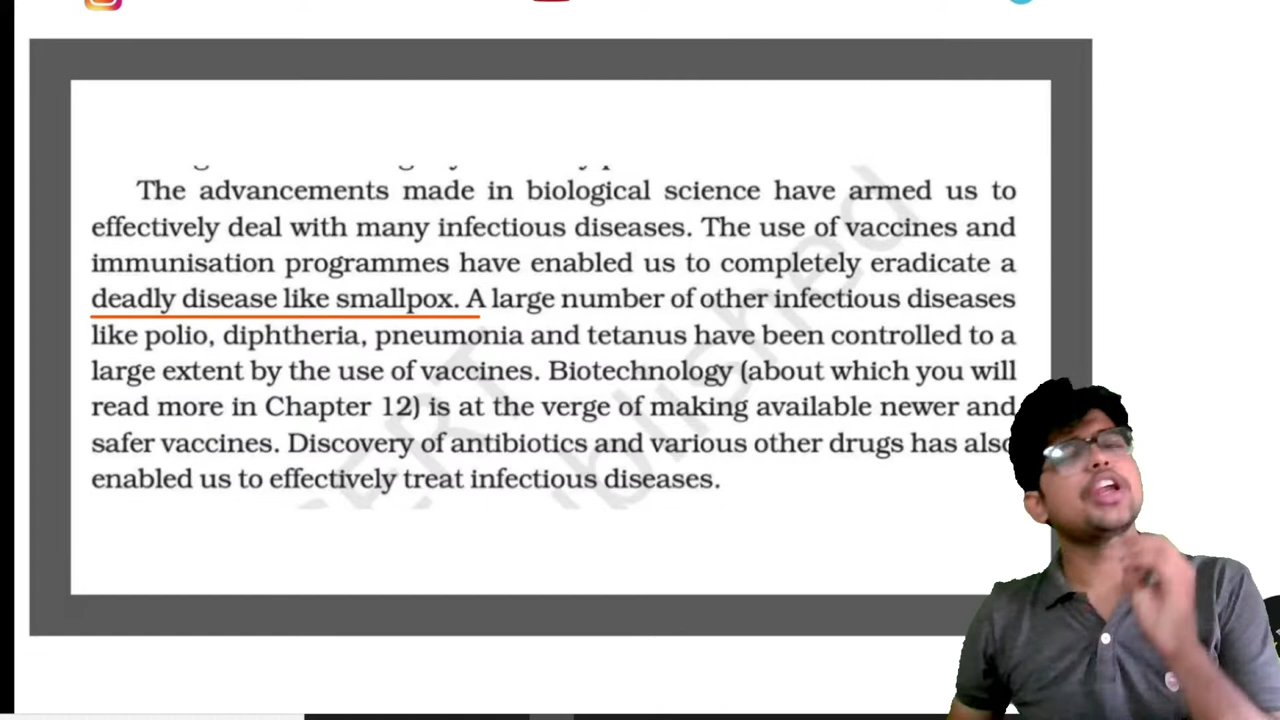 The advancements made in biological science have armed us to
effectively deal with many infectious diseases. The use of vaccines and
immunisation programmes have enabled us to completely eradicate a
deadly disease like smallpox. A large number of other infectious diseases
like polio, diphtheria, pneumonia and tetanus have been controlled to a
large extent by the use of vaccines. Biotechnology (about which you will
read more in Chapter 12) is at the verge of making available newer and
safer vaccines. Discovery of antibiotics and various other drugs has also
enabled us to effectively treat infectious diseases.